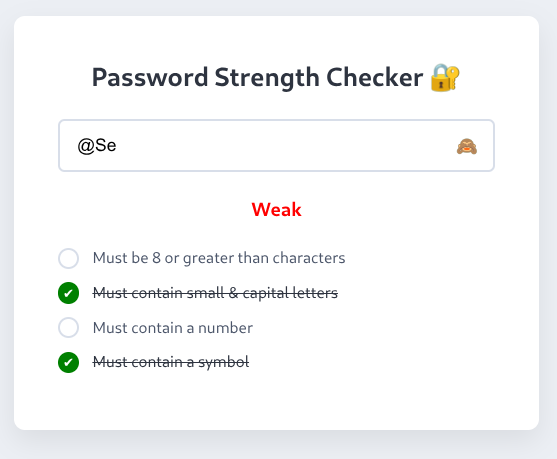 Password Strength Checker 🔐
@Se
Weak
Must be 8 or greater than characters
Must contain small & capital letters
Must contain a number
Must contain a symbol